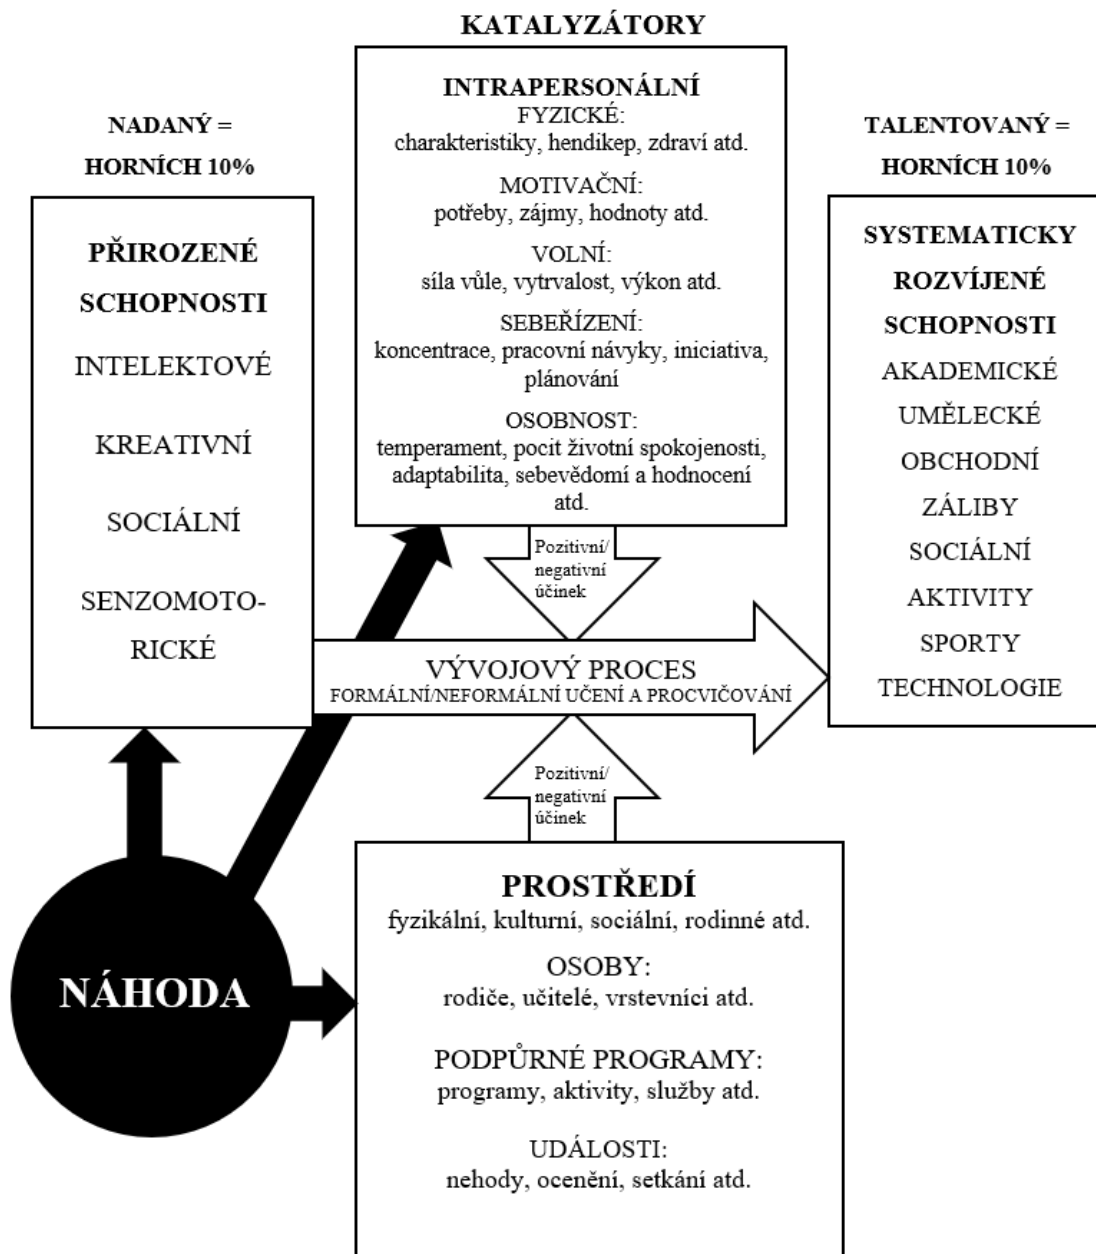 KATALYZÁTORY
NADANÝ =
HORNÍCH 10%
PŘIROZENÉ
SCHOPNOSTI
INTELEKTOVÉ
KREATIVNÍ
SOCIÁLNÍ
SENZOMOTO-
RICKÉ
INTRAPERSONÁLNÍ
FYZICKÉ:
charakteristiky, hendikep, zdraví atd.
MOTIVAČNÍ:
potřeby, zájmy, hodnoty atd.
VOLNÍ:
síla vůle, vytrvalost, výkon atd.
SEBEŘÍZENÍ:
koncentrace, pracovní návyky, iniciativa,
plánování
OSOBNOST:
temperament, pocit životní spokojenosti,
adaptabilita, sebevědomí a hodnocení
atd.
Pozitivní/
negativní
účinek
VÝVOJOVÝ PROCES
FORMÁLNÍ/NEFORMÁLNÍ UČENÍ A PROCVIČOVÁNÍ
TALENTOVANÝ =
HORNÍCH 10%
SYSTEMATICKY
ROZVÍJENÉ
SCHOPNOSTI
AKADEMICKÉ
UMĚLECKÉ
OBCHODNÍ
ZÁLIBY
SOCIÁLNÍ
AKTIVITY
SPORTY
TECHNOLOGIE
Pozitivní/
negativní
účinek
NÁHODA
PROSTŘEDÍ
fyzikální, kulturní, sociální, rodinné atd.
OSOBY:
rodiče, učitelé, vrstevníci atd.
PODPŮRNÉ PROGRAMY:
programy, aktivity, služby atd.
UDÁLOSTI:
nehody, ocenění, setkání atd.